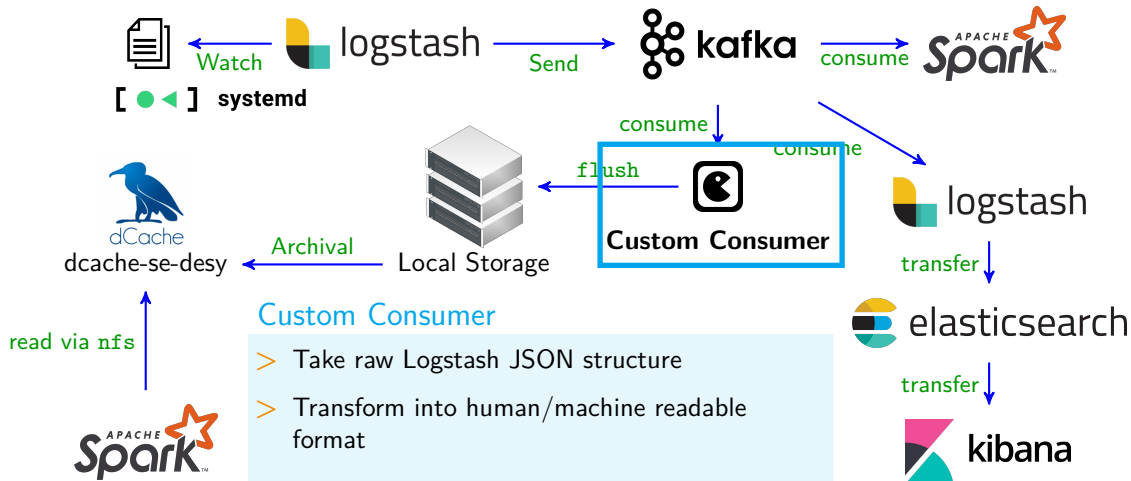 Watch
logstash
Send
kafka
consume
APACHE
Spark™
[ ● ◄ ] systemd
consume
consume
flush
Custom Consumer
logstash
dCache
dcache-se-desy
Archival
Local Storage
transfer
elasticsearch
read via nfs
Custom Consumer
> Take raw Logstash JSON structure
> Transform into human/machine readable
format
transfer
APACHE
Spark™
kibana